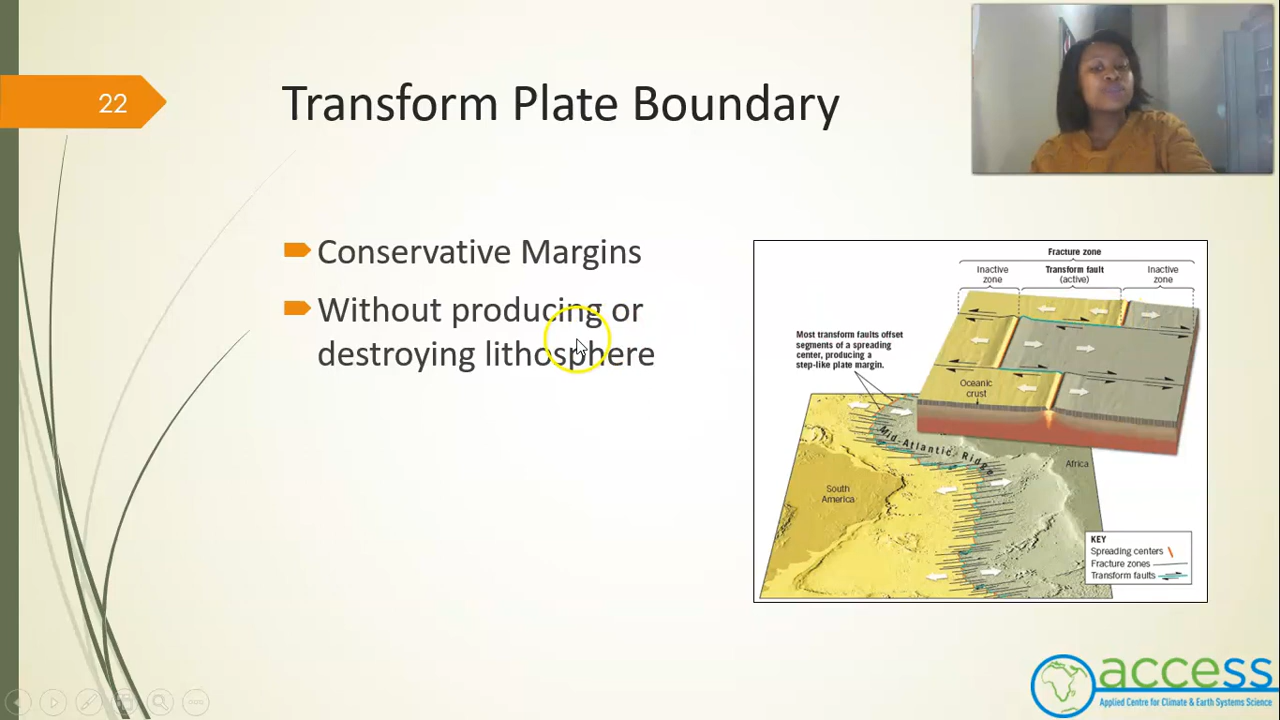 22
Transform Plate Boundary
Conservative Margins
Without producing or
destroying lithosphere
Fracture zone
Inactive
zone
Transform fault
(active)
Inactive
zone
Most transform faults offset
segments of a spreading
center, producing a
step-like plate margin.
Oceanic
crust
Mid-Atlantic Ridge
Africa
South
America
KEY
Spreading centers
Fracture zones
Transform faults
access
Applied Centre for Climate & Earth Systems Science